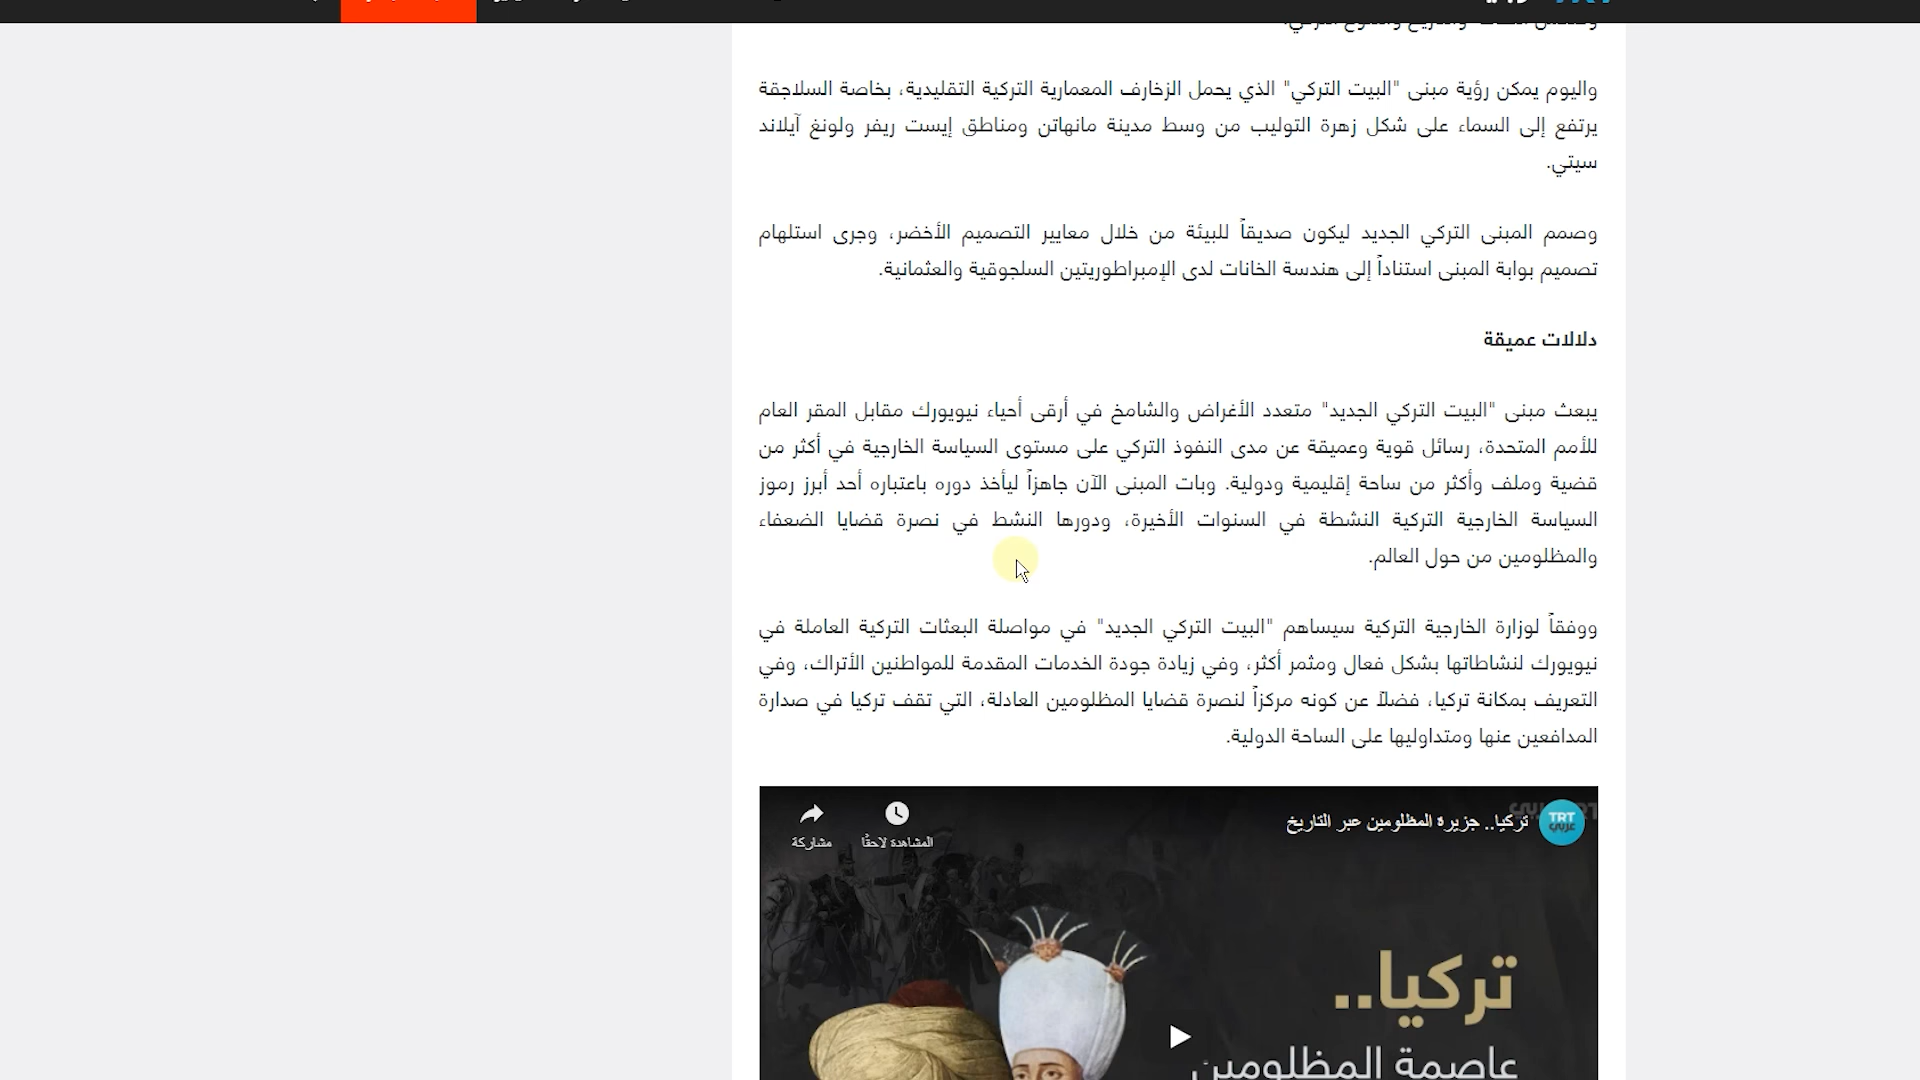 واليوم يمكن رؤية مبنى "البيت التركي" الذي يحمل الزخارف المعمارية التركية التقليدية، بخاصة السلاجقة
يرتفع إلى السماء على شكل زهرة التوليب من وسط مدينة مانهاتن ومناطق إيست ريفر ولونغ آيلاند
سيتي.
وصمم المبنى التركي الجديد ليكون صديقاً للبيئة من خلال معايير التصميم الأخضر، وجرى استلهام
تصميم بوابة المبنى استناداً إلى هندسة الخانات لدى الإمبراطوريتين السلجوقية والعثمانية.
دلالات عميقة
يبعث مبنى "البيت التركي الجديد" متعدد الأغراض والشامخ في أرقى أحياء نيويورك مقابل المقر العام
للأمم المتحدة، رسائل قوية وعميقة عن مدى النفوذ التركي على مستوى السياسة الخارجية في أكثر من
قضية وملف وأكثر من ساحة إقليمية ودولية. وبات المبنى الآن جاهزاً ليأخذ دوره باعتباره أحد أبرز رموز
السياسة الخارجية التركية النشطة في السنوات الأخيرة، ودورها النشط في نصرة قضايا الضعفاء
والمظلومين من حول العالم.
ووفقاً لوزارة الخارجية التركية سيساهم "البيت التركي الجديد" في مواصلة البعثات التركية العاملة في
نيويورك لنشاطاتها بشكل فعال ومثمر أكثر، وفي زيادة جودة الخدمات المقدمة للمواطنين الأتراك، وفي
التعريف بمكانة تركيا، فضلاً عن كونه مركزاً لنصرة قضايا المظلومين العادلة، التي تقف تركيا في صدارة
المدافعين عنها ومتداوليها على الساحة الدولية.
TRT عربي
تركيا.. جزيرة المظلومين عبر التاريخ
المشاهدة لاحقًا
مشاركة
تركيا..
عاصمة المظلومين